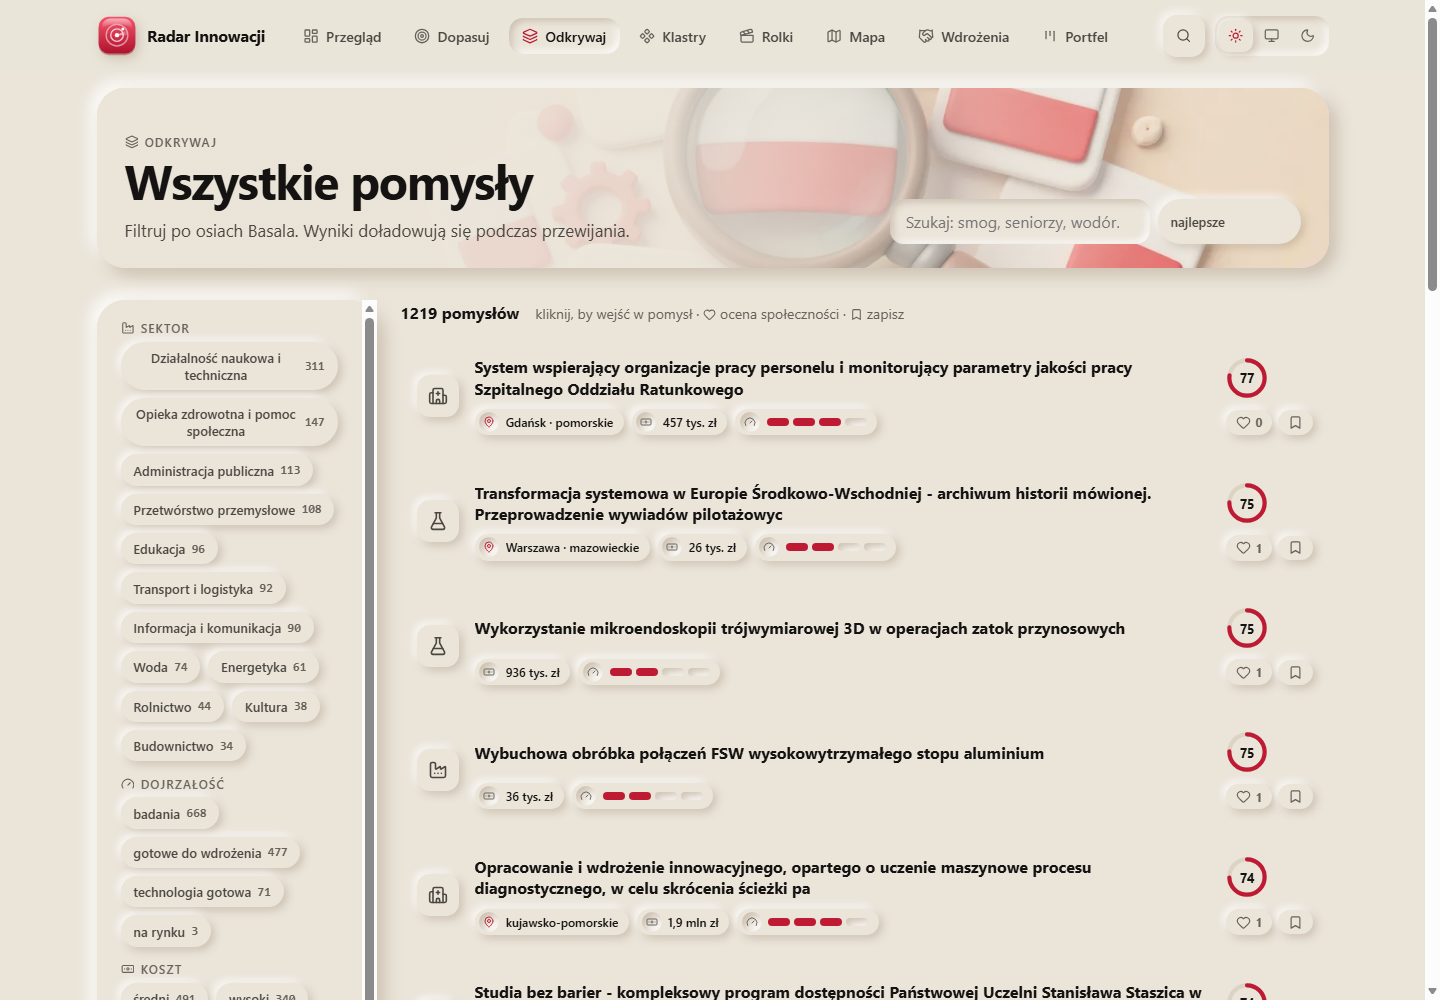 Radar Innowacji
Przegląd
Dopasuj
Odkrywaj
Klastry
Rolki
Mapa
Wdrożenia
Portfel
ODKRYWAJ
Wszystkie pomysły
Filtruj po osiach Basala. Wyniki doładowują się podczas przewijania.
Szukaj: smog, seniorzy, wodór.
najlepsze
SEKTOR
Działalność naukowa i techniczna 311
Opieka zdrowotna i pomoc społeczna 147
Administracja publiczna 113
Przetwórstwo przemysłowe 108
Edukacja 96
Transport i logistyka 92
Informacja i komunikacja 90
Woda 74
Energetyka 61
Rolnictwo 44
Kultura 38
Budownictwo 34
DOJRZAŁOŚĆ
badania 668
gotowe do wdrożenia 477
technologia gotowa 71
na rynku 3
KOSZT
średni 491
wysoki 340
1219 pomysłów
kliknij, by wejść w pomysł · ocena społeczności · zapisz
System wspierający organizacje pracy personelu i monitorujący parametry jakości pracy
Szpitalnego Oddziału Ratunkowego
Gdańsk · pomorskie
457 tys. zł
77
0
Transformacja systemowa w Europie Środkowo-Wschodniej - archiwum historii mówionej.
Przeprowadzenie wywiadów pilotażowyc
Warszawa · mazowieckie
26 tys. zł
75
1
Wykorzystanie mikroendoskopii trójwymiarowej 3D w operacjach zatok przynosowych
936 tys. zł
75
1
Wybuchowa obróbka połączeń FSW wysokowytrzymałego stopu aluminium
36 tys. zł
75
1
Opracowanie i wdrożenie innowacyjnego, opartego o uczenie maszynowe procesu
diagnostycznego, w celu skrócenia ścieżki pa
kujawsko-pomorskie
1,9 mln zł
74
1
Studia bez barier - kompleksowy program dostępności Państwowej Uczelni Stanisława Staszica w